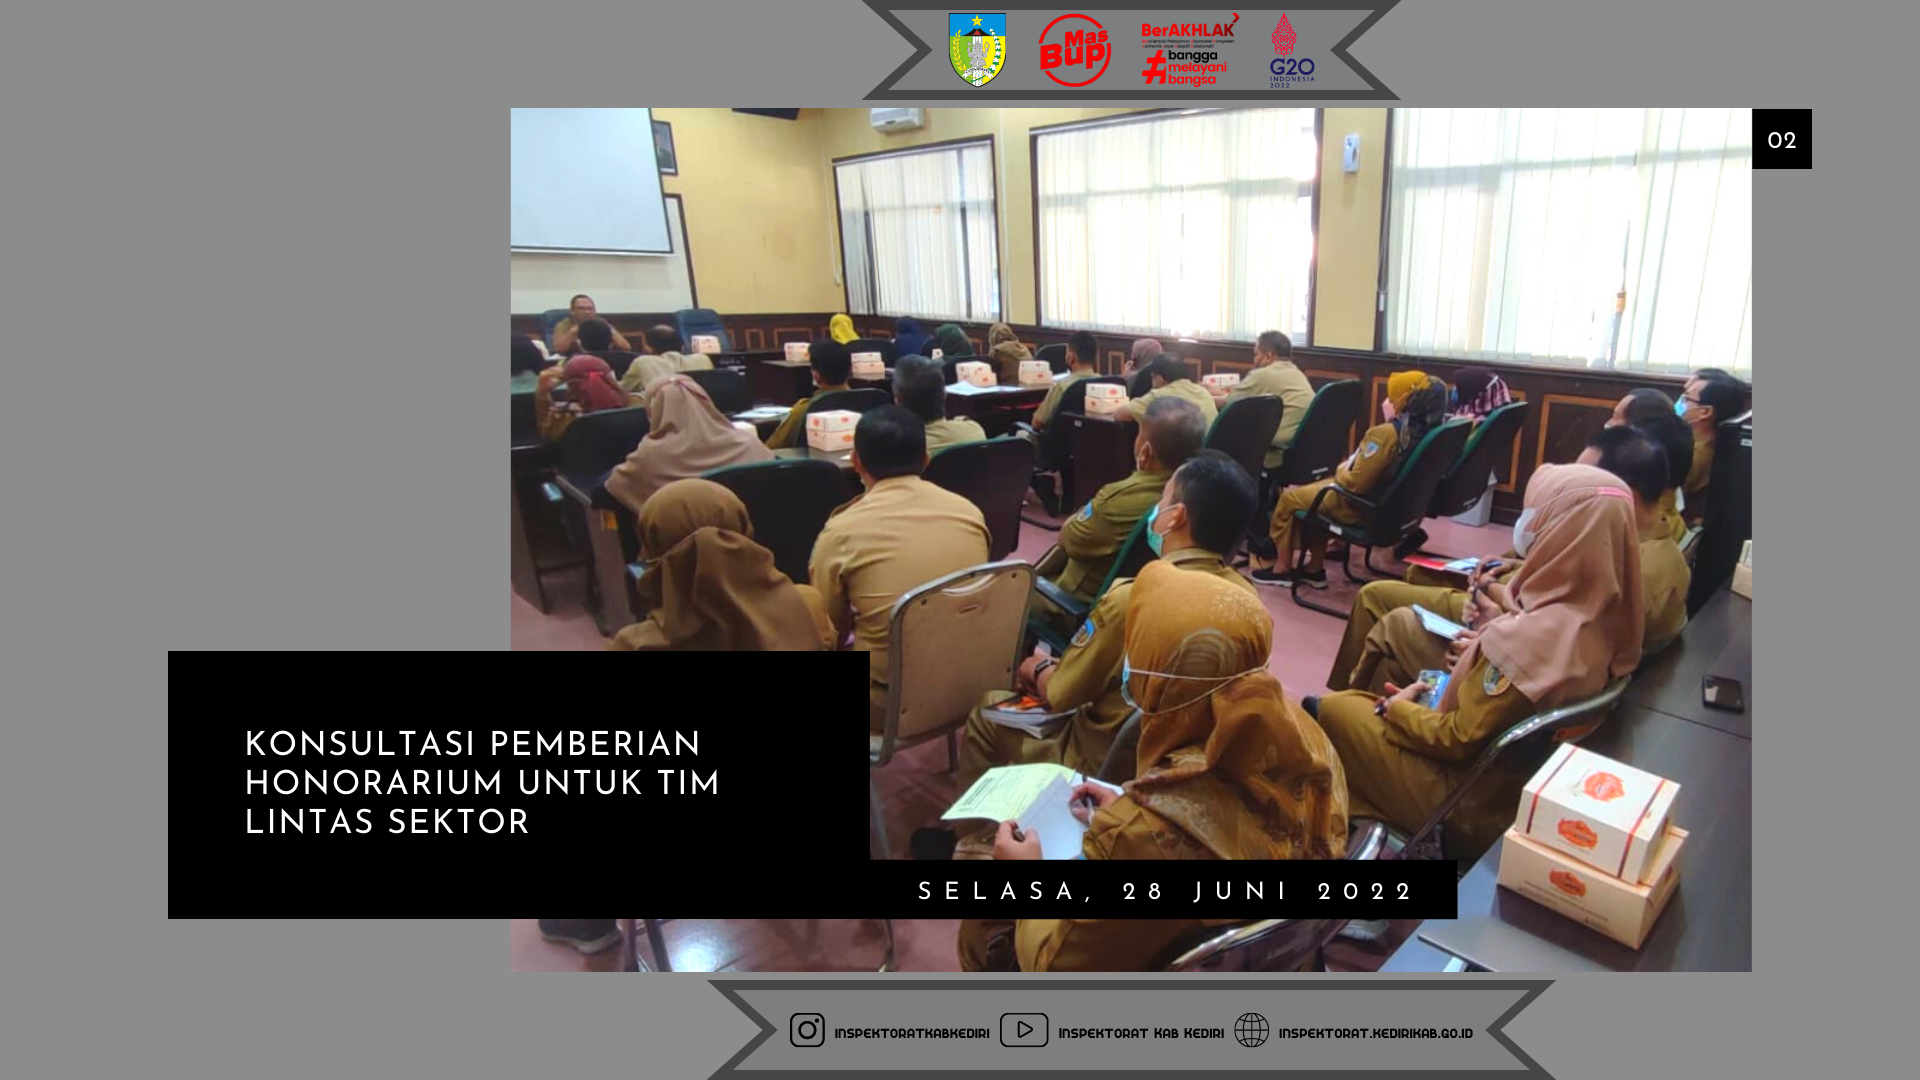 Mas
Bup
BerAKHLAK
#bangga
melayani
bangsa
G20
INDONESIA
2022
02
KONSULTASI PEMBERIAN
HONORARIUM UNTUK TIM
LINTAS SEKTOR
SELASA, 28 JUNI 2022
INSPEKTORATKABKEDIRI
INSPEKTORAT KAB KEDIRI
INSPEKTORAT.KEDIRIKAB.GO.ID